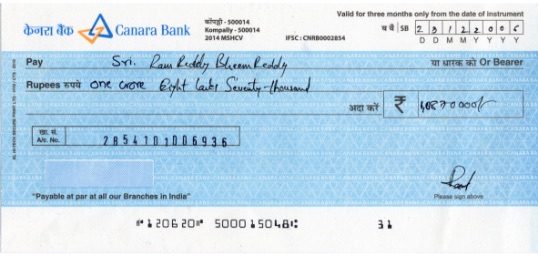 केनरा बैंक Canara Bank
कोंपल्ली - 500014
Kompally - 500014
2014 MSHCV
IFSC : CNRB0002854
Valid for three months only from the date of instrument
ब बैं SB 2 3 1 2 2 0 0 6
D D M M Y Y Y Y
Pay Sri. Ram Reddy Bheem Reddy या धारक को Or Bearer
Rupees रुपये one crore Eight lacks Seventy thousand
अदा करें ₹ 1,08700001-
खा. सं.
A/c. No. 2854101006936
"Payable at par at all our Branches in India"
Please sign above
⑈120620⑈ 500015048⑆ 31